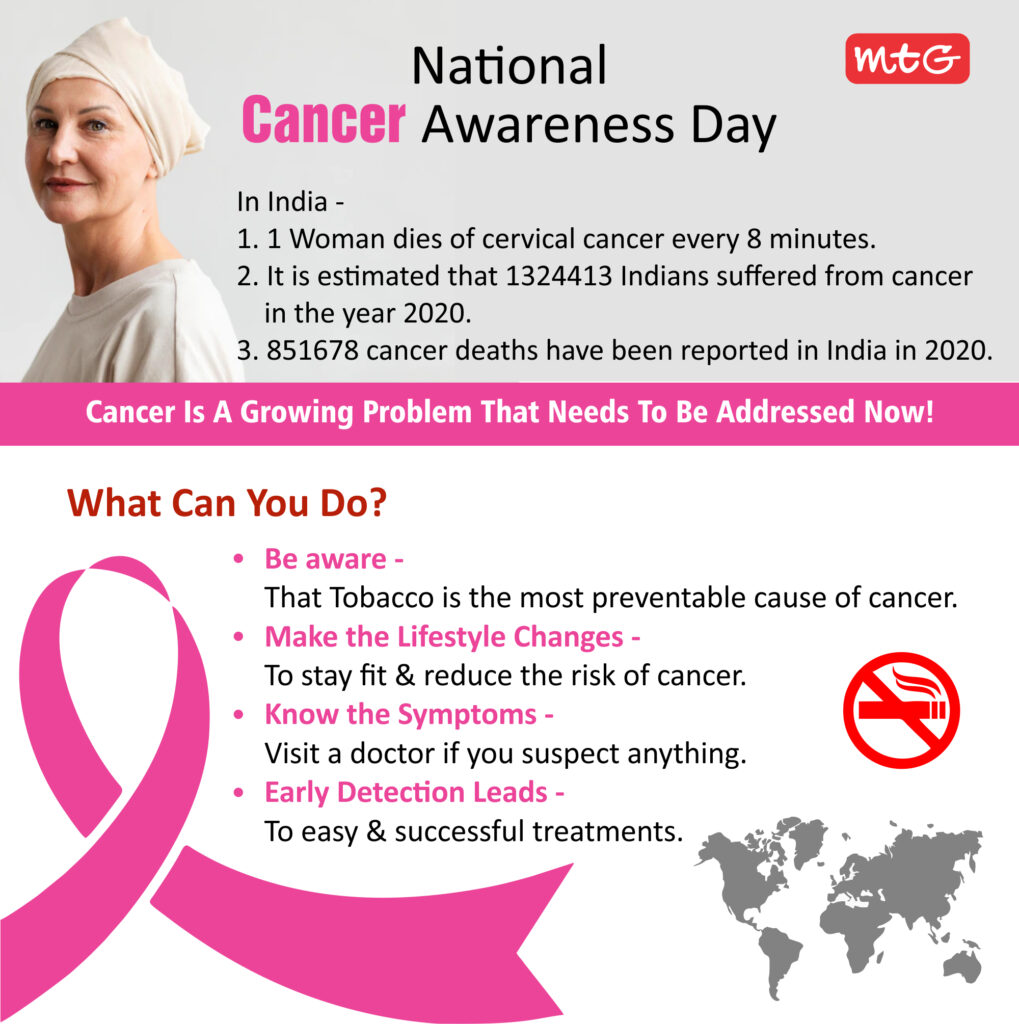 mtG
National
Cancer Awareness Day
In India -
1. 1 Woman dies of cervical cancer every 8 minutes.
2. It is estimated that 1324413 Indians suffered from cancer
in the year 2020.
3. 851678 cancer deaths have been reported in India in 2020.
Cancer Is A Growing Problem That Needs To Be Addressed Now!
What Can You Do?
• Be aware -
That Tobacco is the most preventable cause of cancer.
• Make the Lifestyle Changes -
To stay fit & reduce the risk of cancer.
• Know the Symptoms -
Visit a doctor if you suspect anything.
• Early Detection Leads -
To easy & successful treatments.